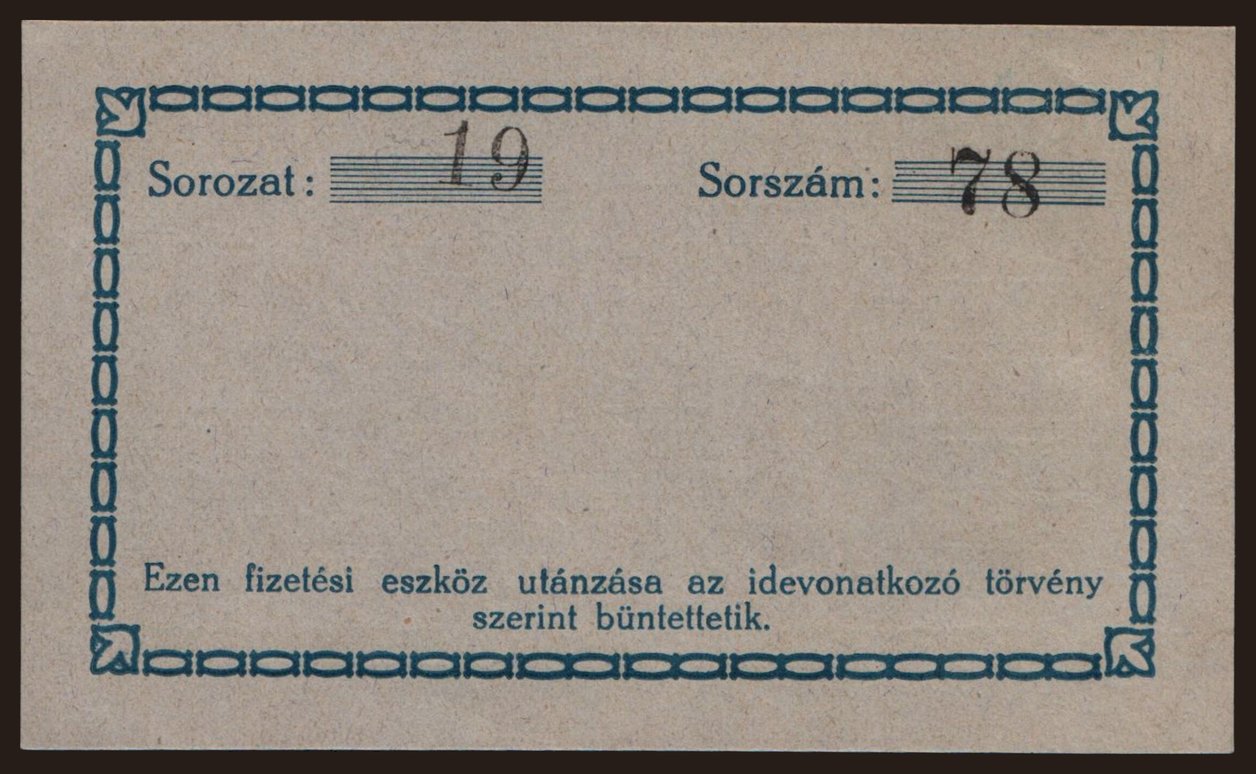 Sorozat: 19 Sorszám: 78
Ezen fizetési eszköz utánzása az idevonatkozó törvény
szerint büntettetik.